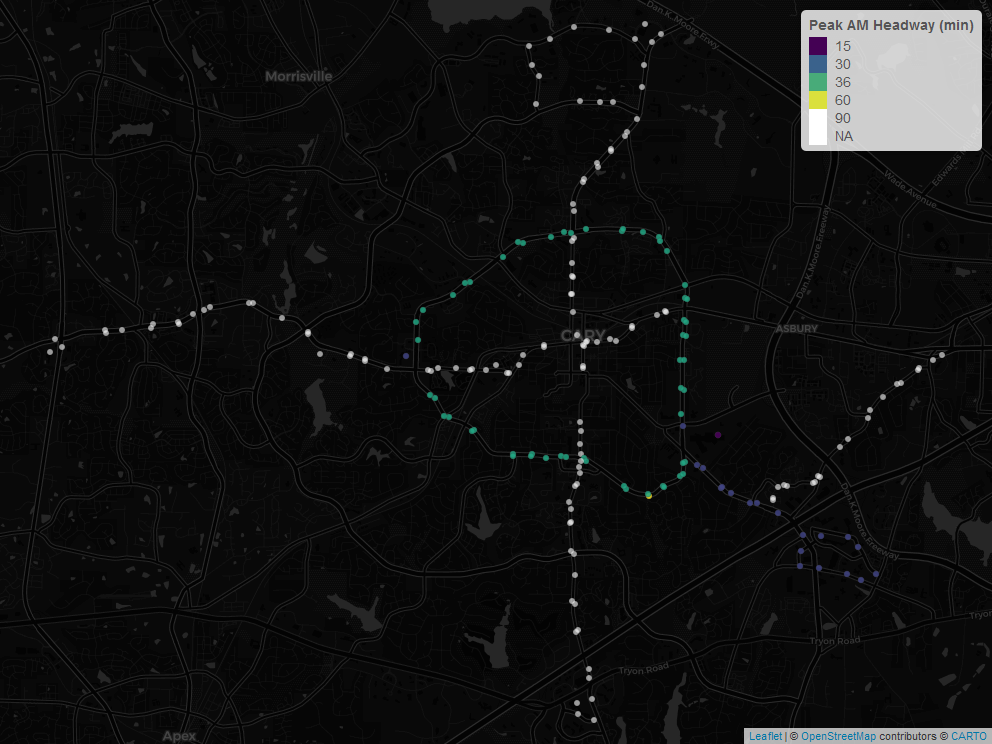 Dan K. Moore Frwy.
Peak AM Headway (min)
15
30
36
60
90
NA
Morrisville
Wade Avenue
Edwards
Dan K. Moore Freeway
CARY
ASBURY
Dan K. Moore Freeway
Tryon
Tryon Road
Tryon Road
Apex
Leaflet | © OpenStreetMap contributors © CARTO